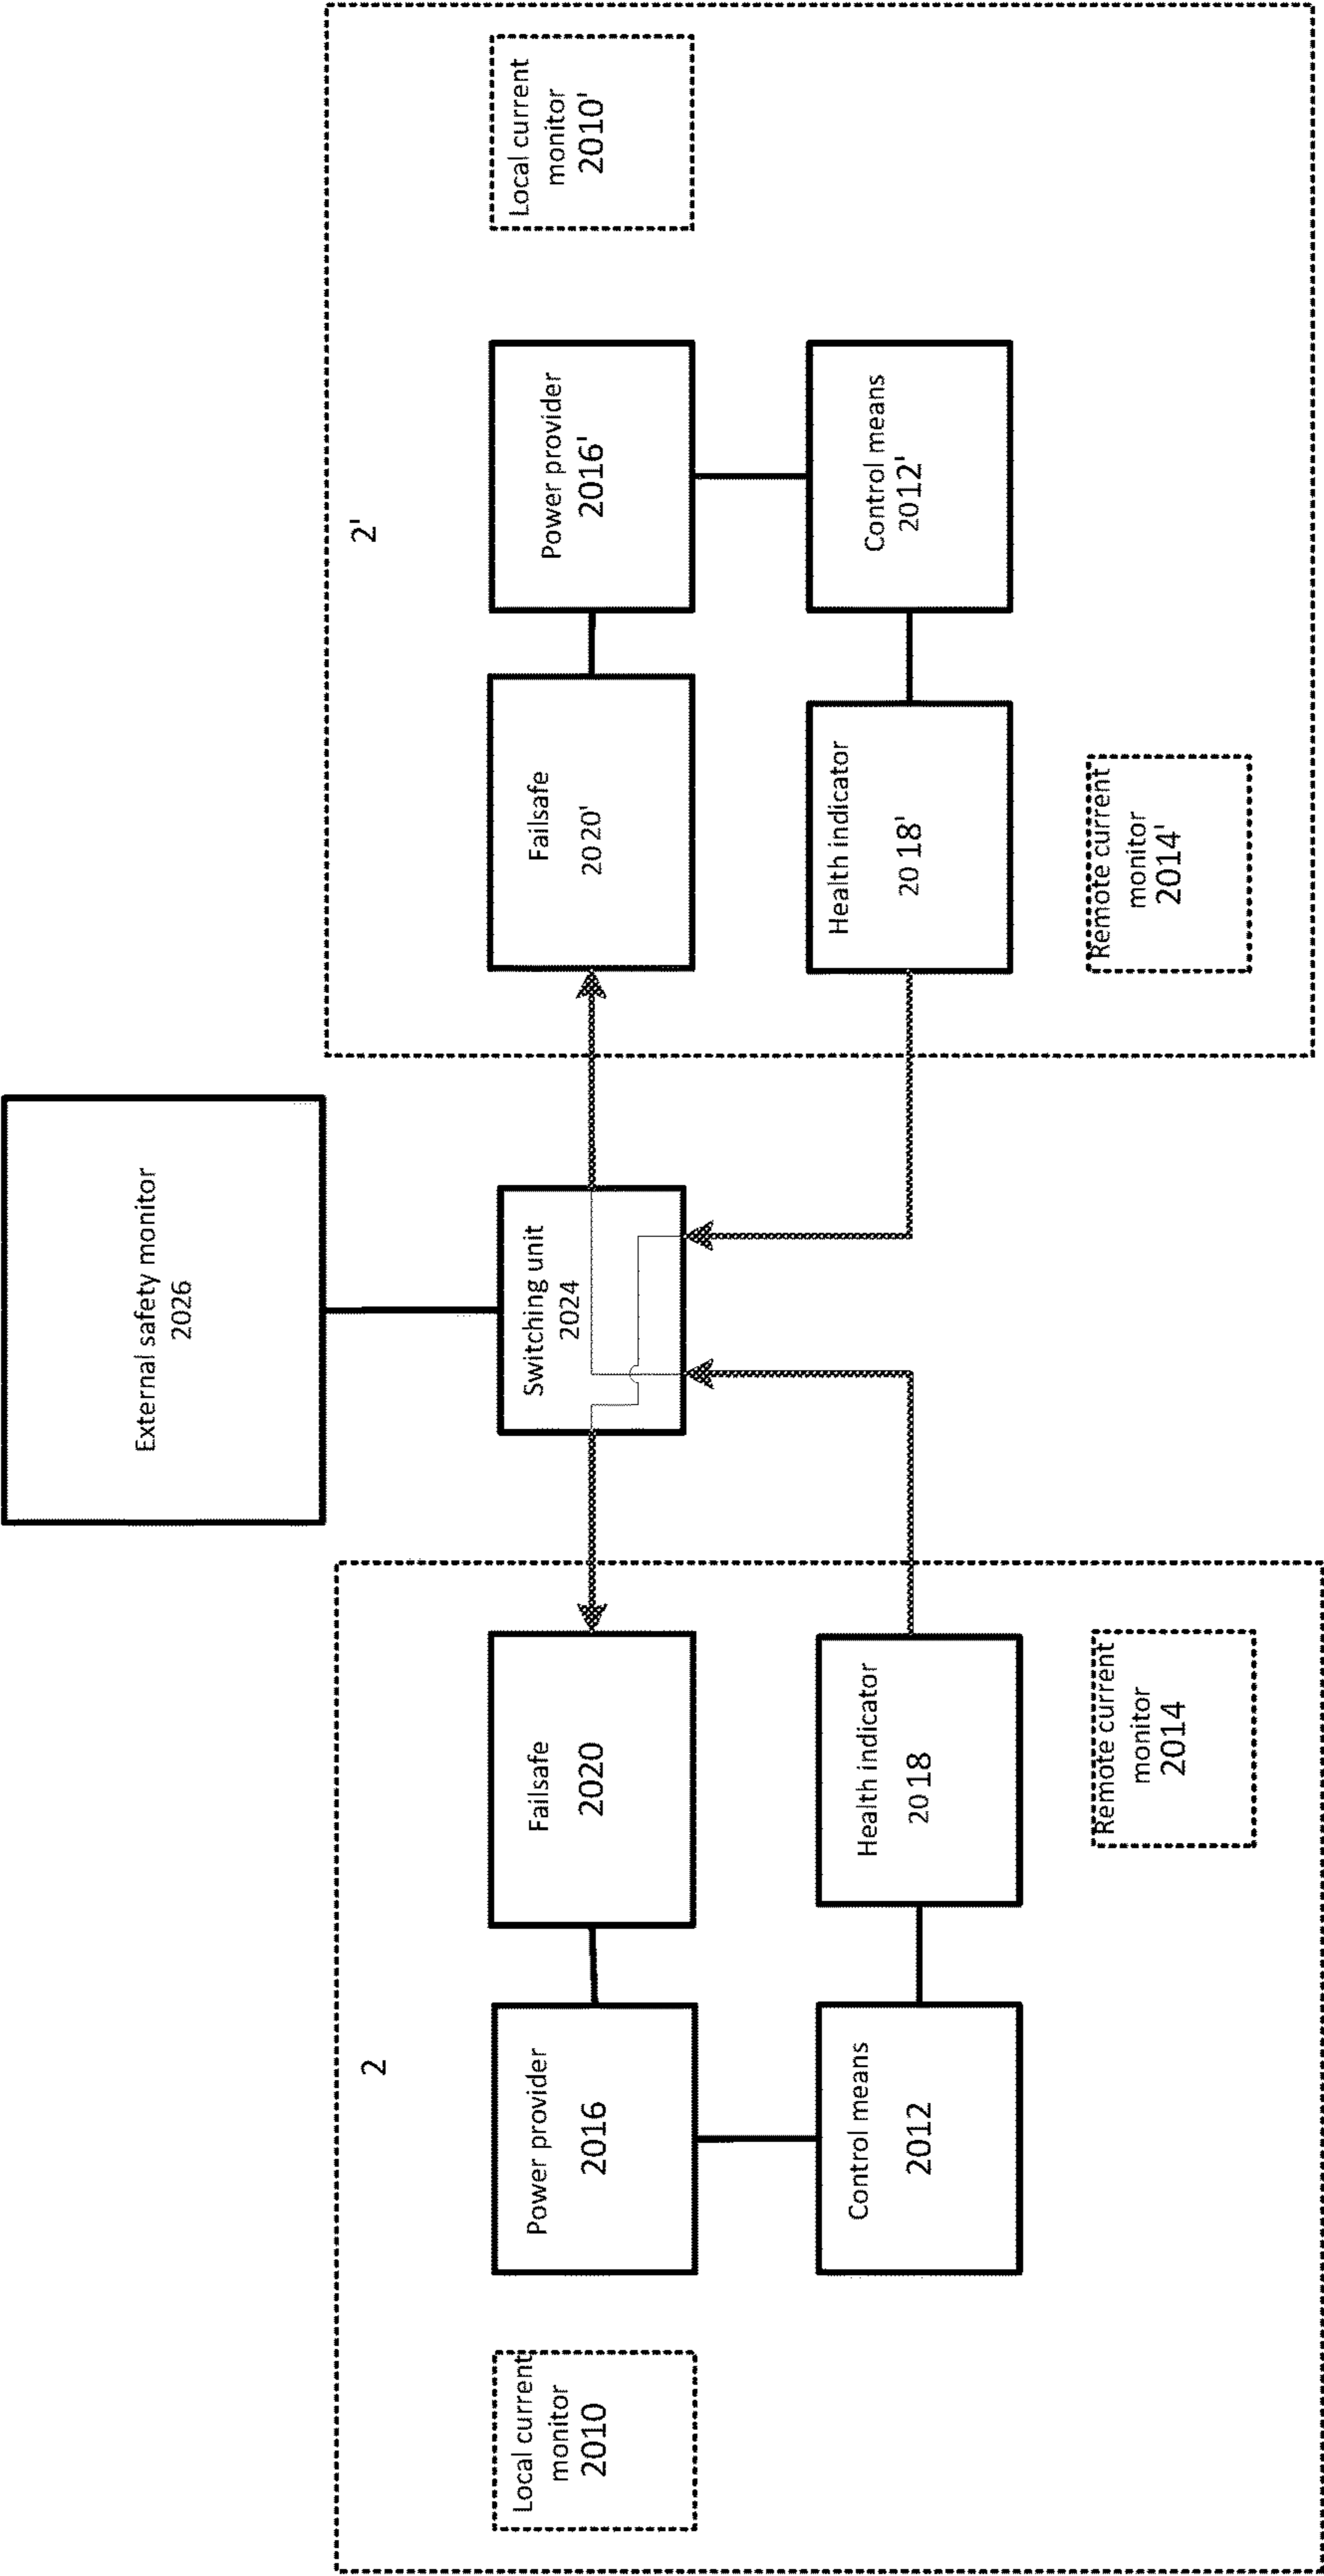 External safety monitor
2026
2
2'
Local current
monitor
2010
Power provider
2016
Failsafe
2020
Switching unit
2024
Failsafe
2020'
Power provider
2016'
Local current
monitor
2010'
Control means
2012
Health indicator
2018
Health indicator
2018'
Control means
2012'
Remote current
monitor
2014
Remote current
monitor
2014'